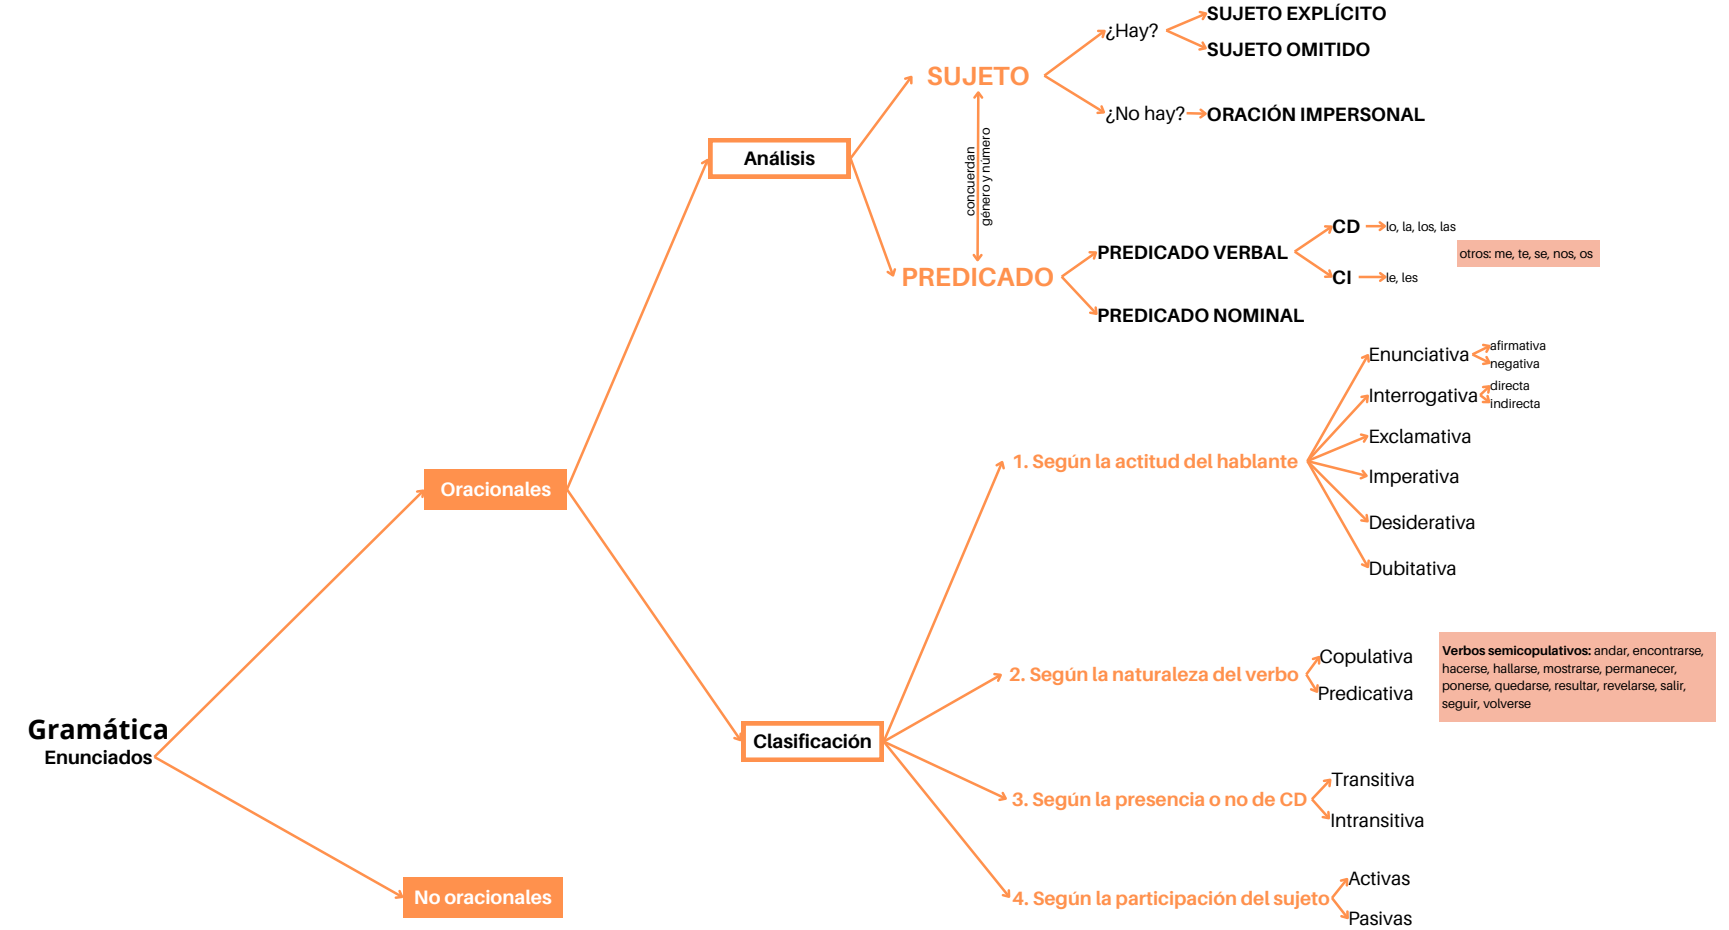 Gramática
Enunciados
Oracionales
No oracionales
Análisis
SUJETO
¿Hay?
SUJETO EXPLÍCITO
SUJETO OMITIDO
¿No hay?
ORACIÓN IMPERSONAL
concuerdan
género y número
PREDICADO
PREDICADO VERBAL
CD
lo, la, los, las
otros: me, te, se, nos, os
CI
le, les
PREDICADO NOMINAL
Clasificación
1. Según la actitud del hablante
Enunciativa
afirmativa
negativa
Interrogativa
directa
indirecta
Exclamativa
Imperativa
Desiderativa
Dubitativa
2. Según la naturaleza del verbo
Copulativa
Predicativa
Verbos semicopulativos: andar, encontrarse,
hacerse, hallarse, mostrarse, permanecer,
ponerse, quedarse, resultar, revelarse, salir,
seguir, volverse
3. Según la presencia o no de CD
Transitiva
Intransitiva
4. Según la participación del sujeto
Activas
Pasivas